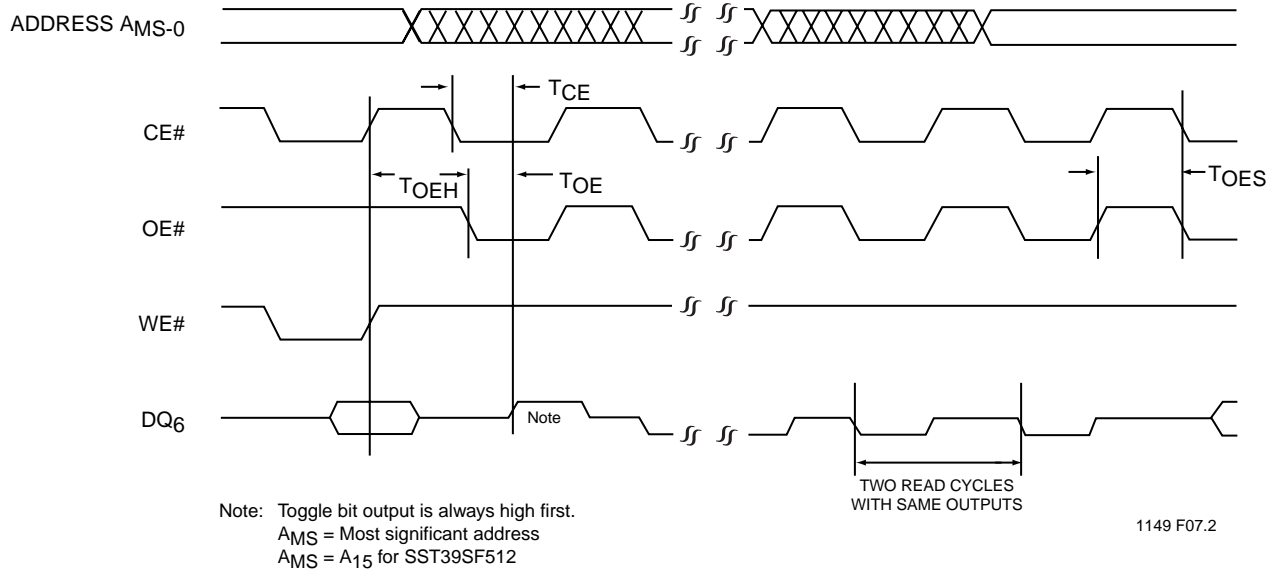 ADDRESS AMS-0
TCE
CE#
TOEH
TOE
TOES
OE#
WE#
DQ6
Note
TWO READ CYCLES
WITH SAME OUTPUTS
Note: Toggle bit output is always high first.
AMS = Most significant address
AMS = A15 for SST39SF512
1149 F07.2